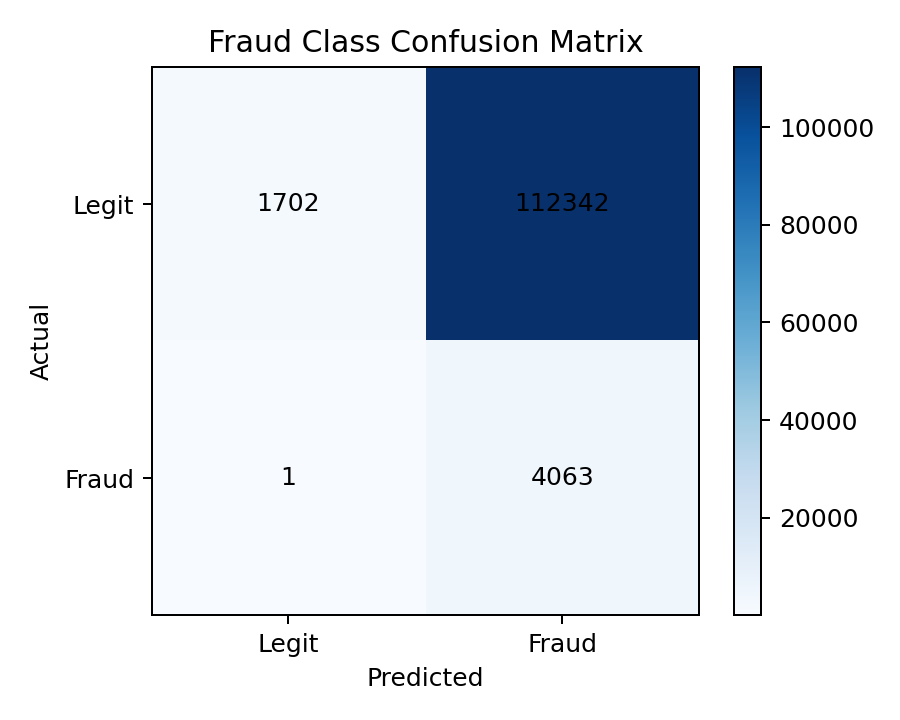 Fraud Class Confusion Matrix
100000
80000
60000
40000
20000
Legit
1702
112342
Actual
Fraud
1
4063
Legit
Fraud
Predicted